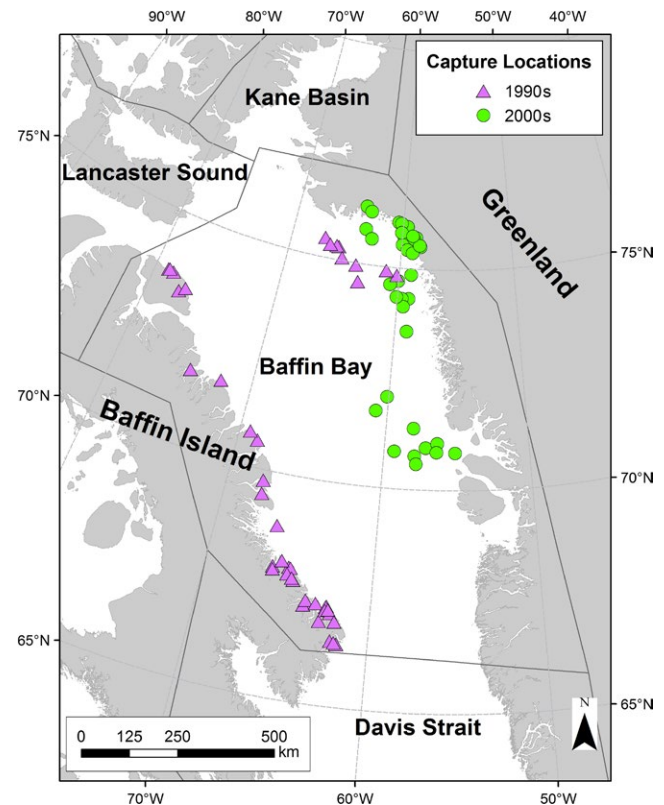 90°W 80°W 70°W 60°W 50°W 40°W
Capture Locations
1990s
2000s
Kane Basin
75°N
Lancaster Sound
Greenland
75°N
Baffin Bay
70°N
Baffin Island
70°N
65°N
65°N
N
Davis Strait
0 125 250 500
km
70°W 60°W 50°W